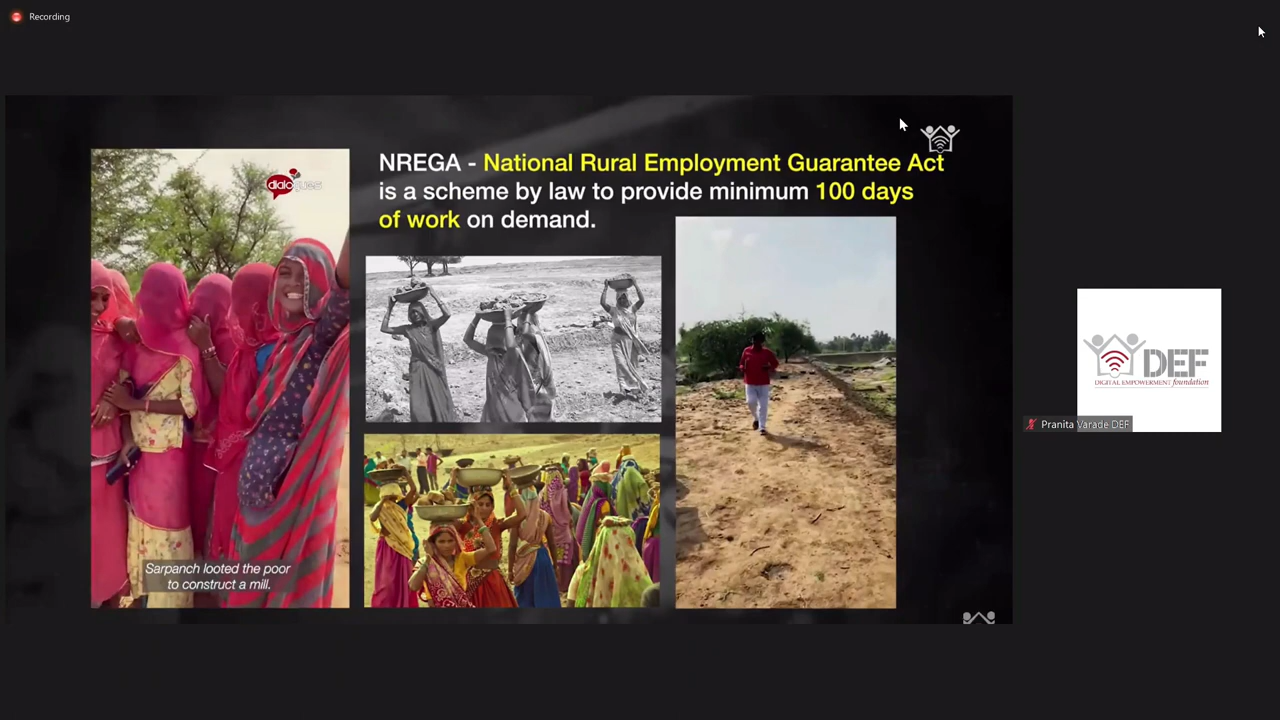 Recording
dialogues
NREGA - National Rural Employment Guarantee Act
is a scheme by law to provide minimum 100 days
of work on demand.
Sarpanch looted the poor
to construct a mill.
DEF
DIGITAL EMPOWERMENT foundation
Pranita Varade DEF